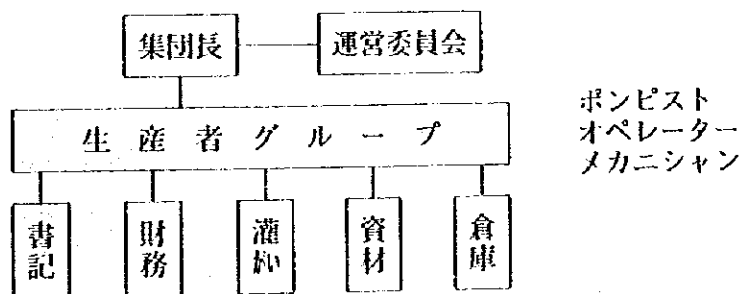 集団長
運営委員会
生産者グループ
ポンピスト
オペレーター
メカニシャン
書記
財務
灌がい
資材
倉庫